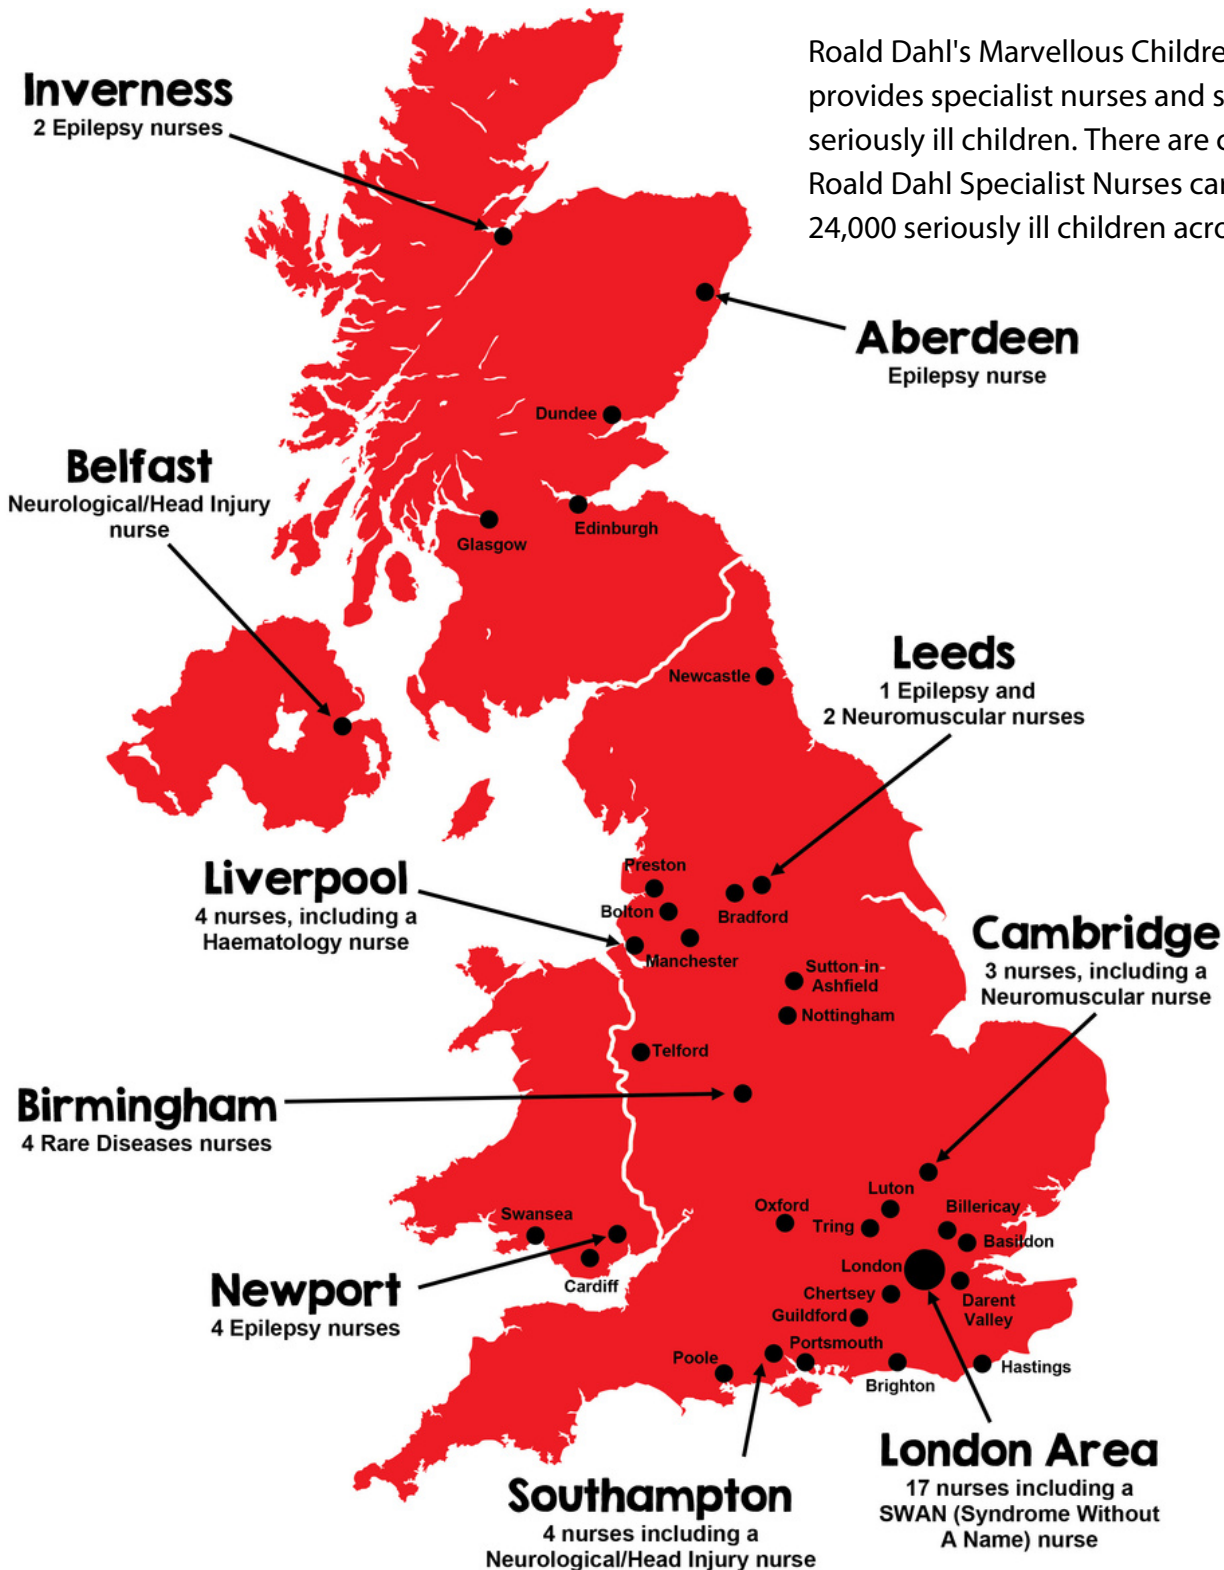 Roald Dahl's Marvellous Childre
provides specialist nurses and s
seriously ill children. There are
Roald Dahl Specialist Nurses
24,000 seriously ill children
Inverness
2 Epilepsy nurses
Aberdeen
Epilepsy nurse
Dundee
Belfast
Neurological/Head Injury
nurse
Edinburgh
Glasgow
Leeds
1 Epilepsy and
2 Neuromuscular nurses
Newcastle
Liverpool
4 nurses, including a
Haematology nurse
Preston
Bolton
Bradford
Manchester
Cambridge
3 nurses, including a
Neuromuscular nurse
Sutton-in-
Ashfield
Nottingham
Telford
Birmingham
4 Rare Diseases nurses
Swansea
Cardiff
Newport
4 Epilepsy nurses
Oxford
Luton
Tring
Billericay
Basildon
London
Chertsey
Darent
Valley
Guildford
Portsmouth
Poole
Brighton
Hastings
Southampton
4 nurses including a
Neurological/Head Injury nurse
London Area
17 nurses including a
SWAN (Syndrome Without
A Name) nurse